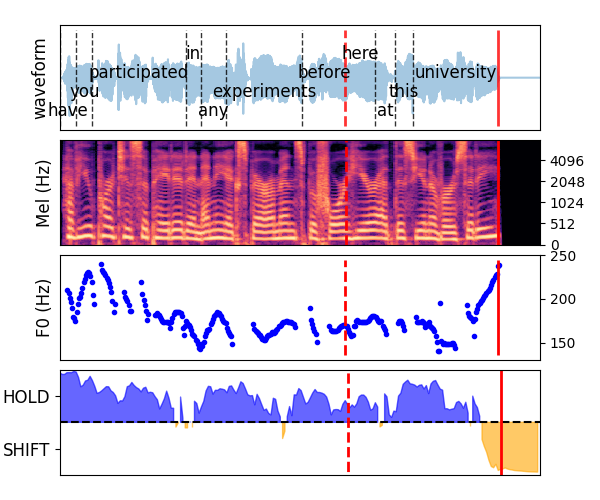 waveform
in here
participated before university
you experiments this
have any at
Mel (Hz)
4096
2048
1024
512
0
F0 (Hz)
250
200
150
HOLD
SHIFT